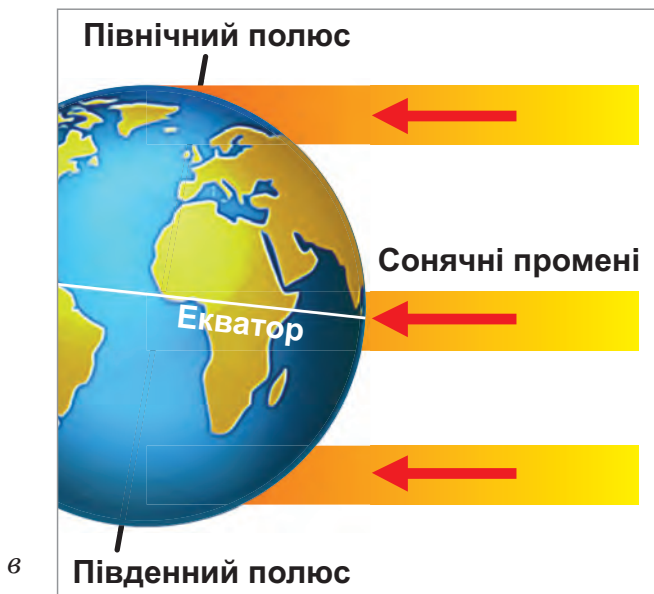 Північний полюс
Сонячні промені
Екватор
Південний полюс
в